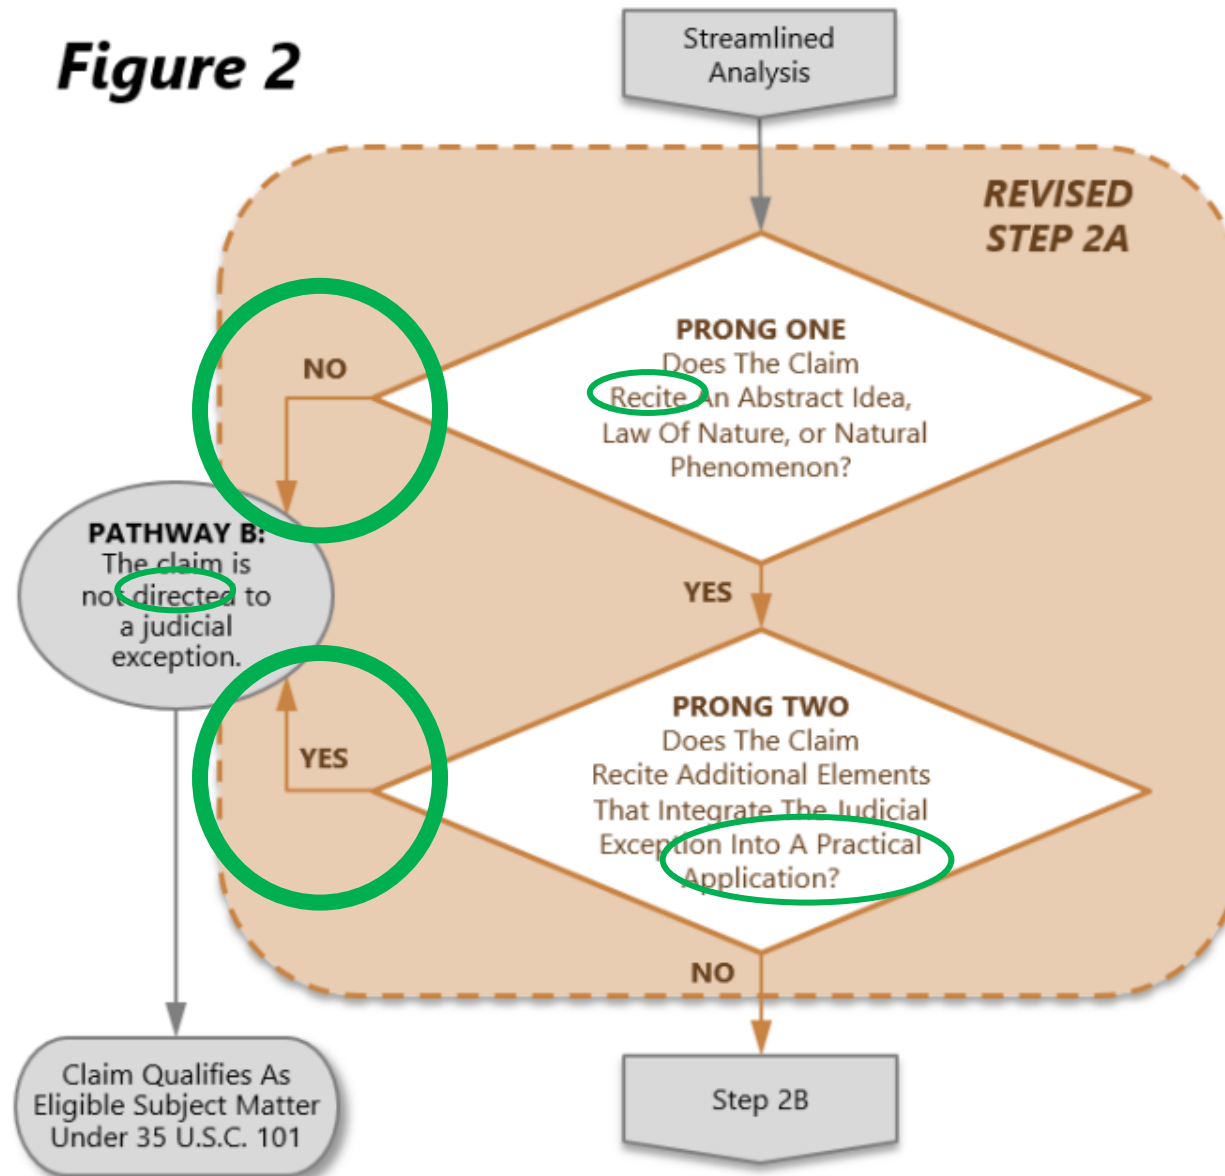 Figure 2
Streamlined
Analysis
REVISED
STEP 2A
PRONG ONE
Does The Claim
Recite An Abstract Idea,
Law Of Nature, or Natural
Phenomenon?
NO
PATHWAY B:
The claim is
not directed to
a judicial
exception.
YES
PRONG TWO
Does The Claim
Recite Additional Elements
That Integrate The Judicial
Exception Into A Practical
Application?
YES
NO
Claim Qualifies As
Eligible Subject Matter
Under 35 U.S.C. 101
Step 2B